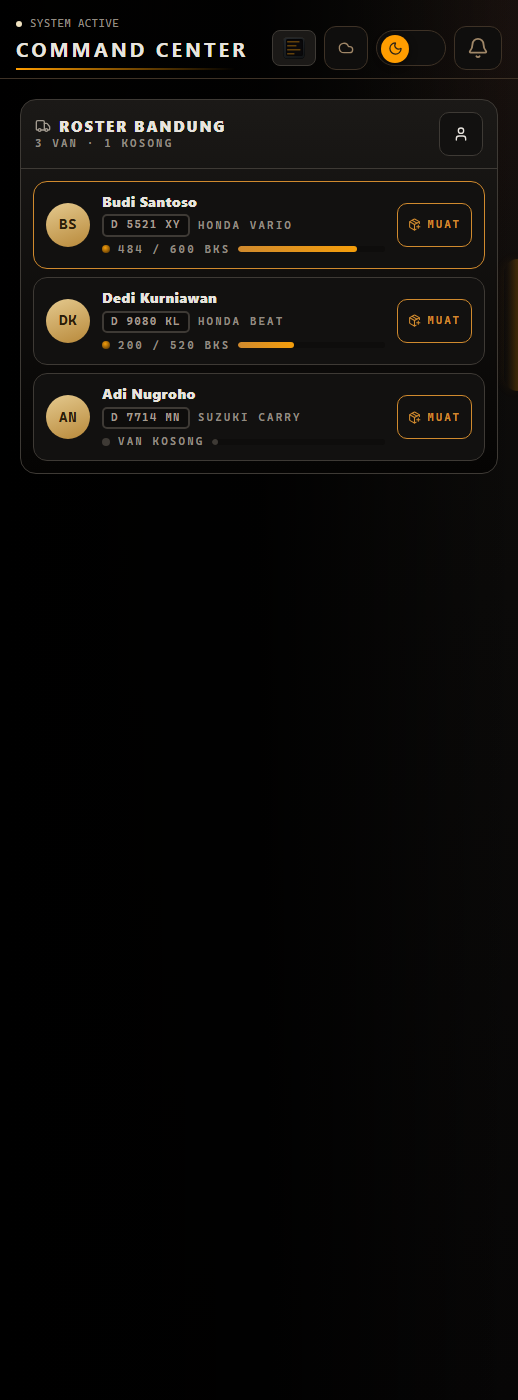 SYSTEM ACTIVE
COMMAND CENTER
ROSTER BANDUNG
3 VAN · 1 KOSONG
BS
Budi Santoso
D 5521 XY HONDA VARIO
484 / 600 BKS
MUAT
DK
Dedi Kurniawan
D 9080 KL HONDA BEAT
200 / 520 BKS
MUAT
AN
Adi Nugroho
D 7714 MN SUZUKI CARRY
VAN KOSONG
MUAT